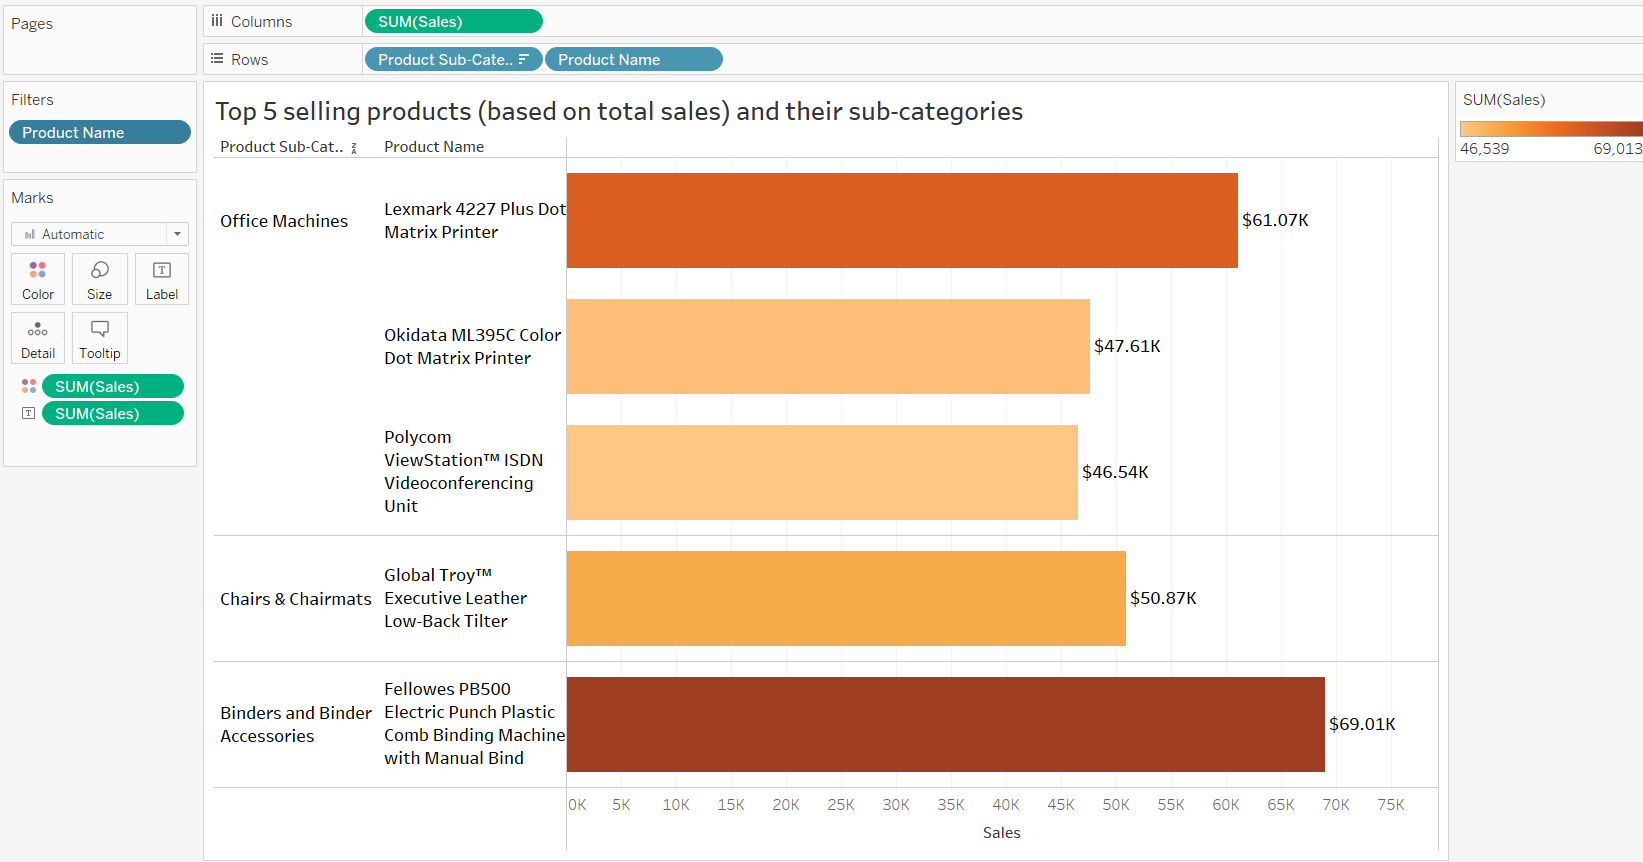 Pages
Columns
SUM(Sales)
Rows
Product Sub-Cate..
Product Name
Filters
Product Name
Marks
Automatic
Color
Size
Label
T
Detail
Tooltip
SUM(Sales)
T
SUM(Sales)
Top 5 selling products (based on total sales) and their sub-categories
Product Sub-Cat..
Z
A
Product Name
Office Machines
Lexmark 4227 Plus Dot
Matrix Printer
$61.07K
Okidata ML395C Color
Dot Matrix Printer
$47.61K
Polycom
ViewStation™ ISDN
Videoconferencing
Unit
$46.54K
Chairs & Chairmats
Global Troy™
Executive Leather
Low-Back Tilter
$50.87K
Binders and Binder
Accessories
Fellowes PB500
Electric Punch Plastic
Comb Binding Machine
with Manual Bind
$69.01K
0K 5K 10K 15K 20K 25K 30K 35K 40K 45K 50K 55K 60K 65K 70K 75K
Sales
SUM(Sales)
46,539 69,013